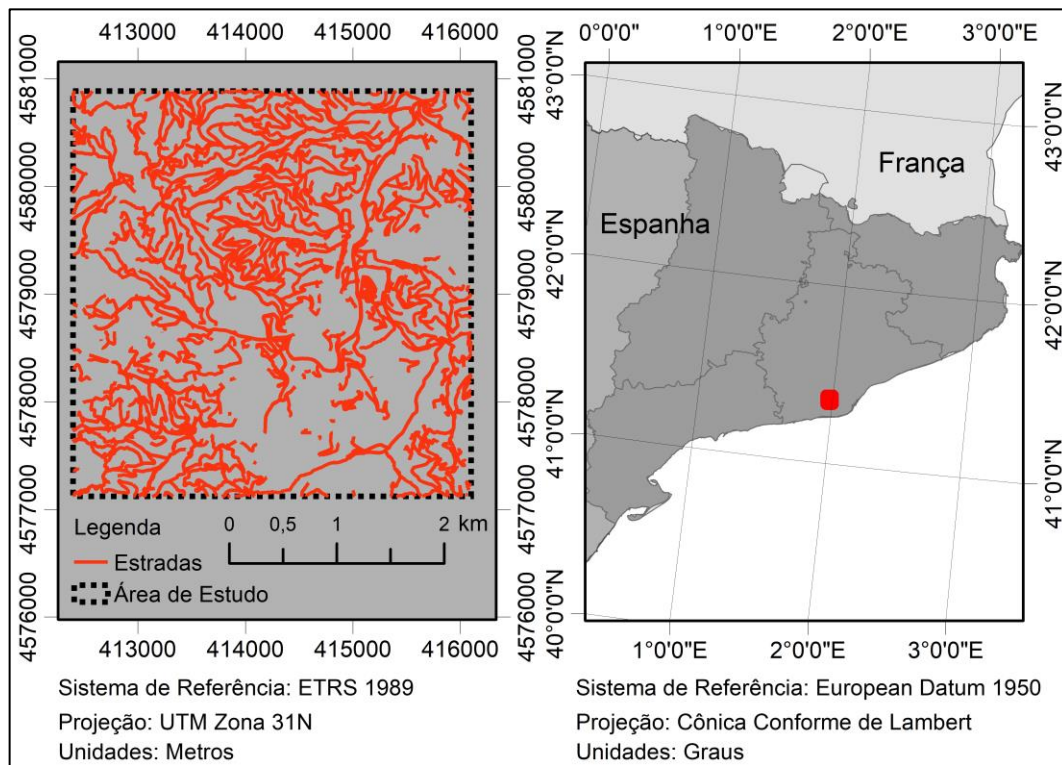 413000 414000 415000 416000
4581000
4580000
4579000
4578000
4577000
4576000
4581000
4580000
4579000
4578000
4577000
4576000
Legenda
0 0,5 1 2 km
Estradas
Área de Estudo
413000 414000 415000 416000
Sistema de Referência: ETRS 1989
Projeção: UTM Zona 31N
Unidades: Metros
0°0'0" 1°0'0"E 2°0'0"E 3°0'0"E
43°0'0"N
42°0'0"N
41°0'0"N
40°0'0"N
França
Espanha
43°0'0"N
42°0'0"N
41°0'0"N
1°0'0"E 2°0'0"E 3°0'0"E
Sistema de Referência: European Datum 1950
Projeção: Cônica Conforme de Lambert
Unidades: Graus